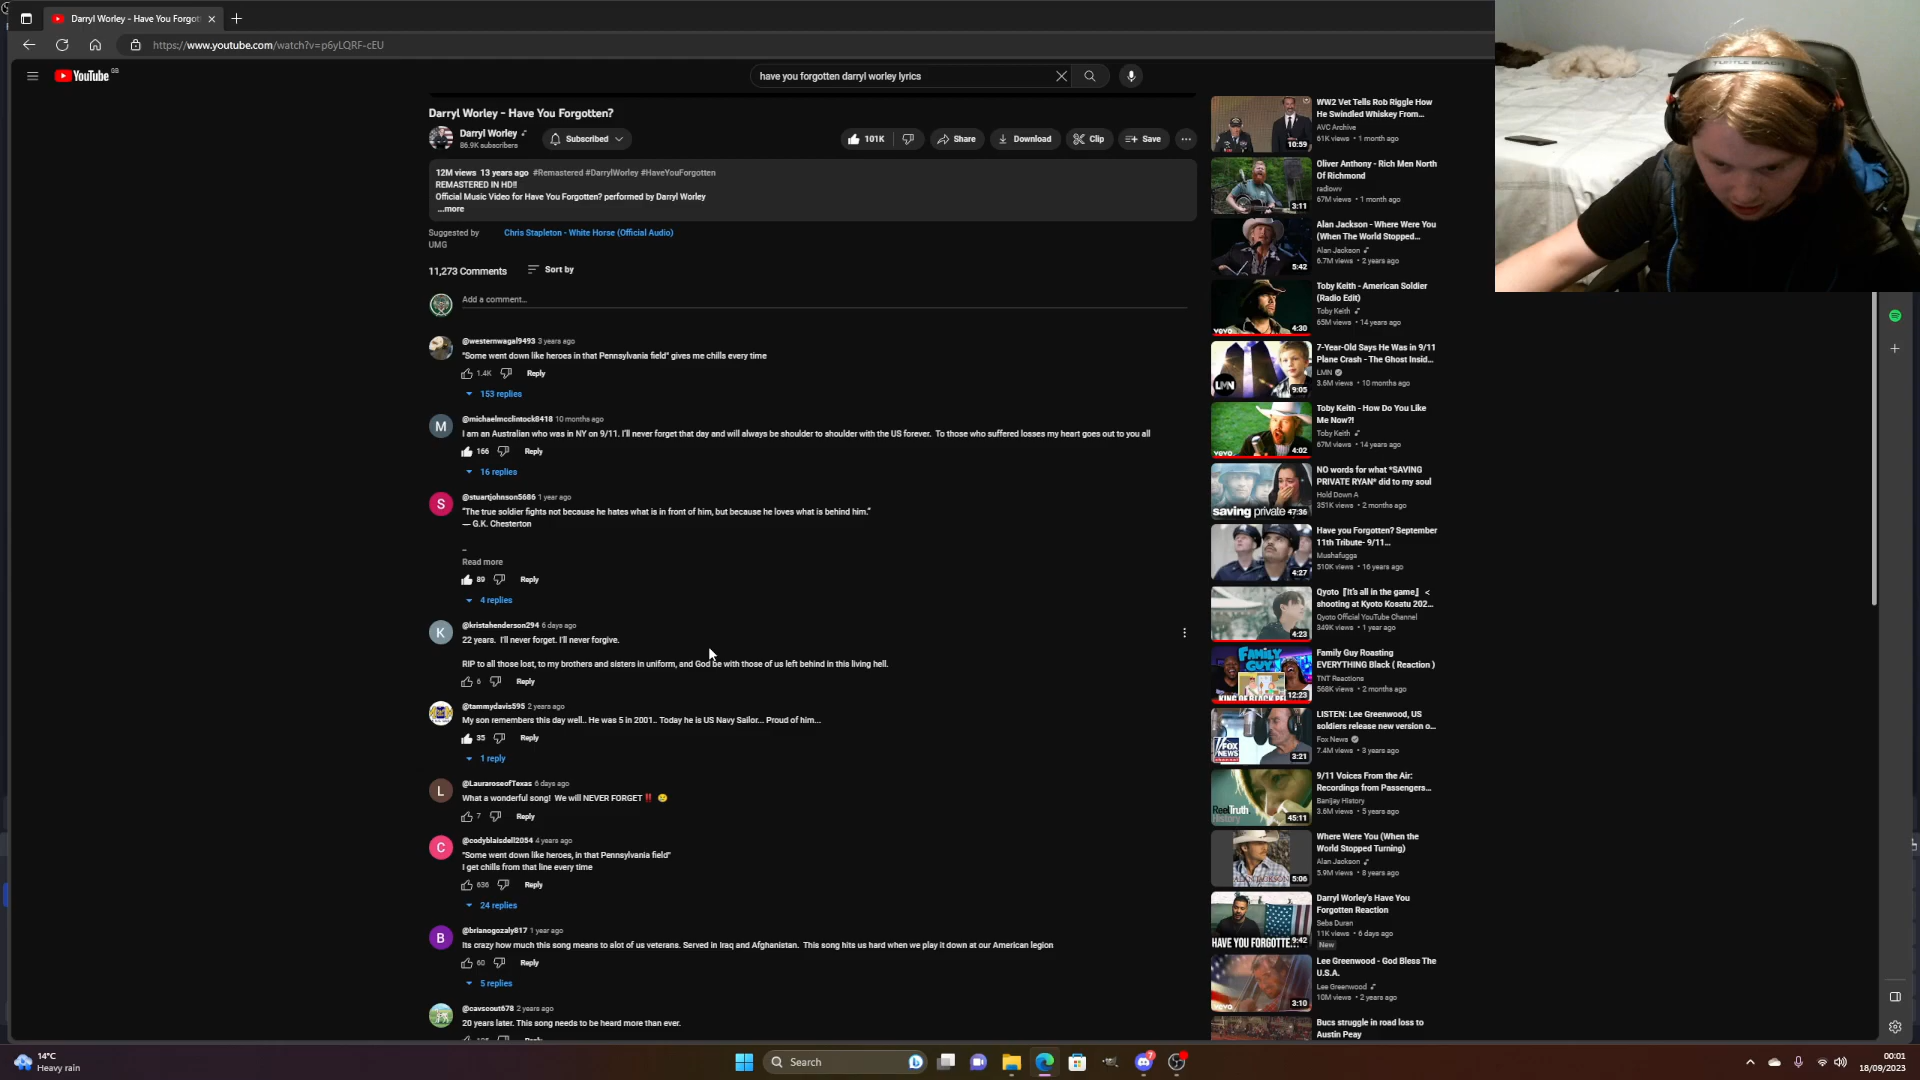 Darryl Worley - Have You Forgot
https://www.youtube.com/watch?v=p6yLQRF-cEU
YouTube GB
have you forgotten darryl worley lyrics
Darryl Worley - Have You Forgotten?
Darryl Worley
86.9K subscribers
Subscribed
101K
Share
Download
Clip
Save
12M views 13 years ago #Remastered #DarrylWorley #HaveYouForgotten
REMASTERED IN HD!!
Official Music Video for Have You Forgotten? performed by Darryl Worley
...more
Suggested by UMG
Chris Stapleton - White Horse (Official Audio)
11,273 Comments
Sort by
Add a comment...
@westernwagal9493 3 years ago
"Some went down like heroes in that Pennsylvania field" gives me chills every time
1.4K
Reply
153 replies
M
@michaelmcclintock8418 10 months ago
I am an Australian who was in NY on 9/11. I'll never forget that day and will always be shoulder to shoulder with the US forever. To those who suffered losses my heart goes out to you all
166
Reply
16 replies
S
@stuartjohnson5686 1 year ago
"The true soldier fights not because he hates what is in front of him, but because he loves what is behind him."
— G.K. Chesterton
_
Read more
89
Reply
4 replies
K
@kristahenderson294 6 days ago
22 years. I'll never forget. I'll never forgive.
RIP to all those lost, to my brothers and sisters in uniform, and God be with those of us left behind in this living hell.
6
Reply
@tammydavis595 2 years ago
My son remembers this day well.. He was 5 in 2001.. Today he is US Navy Sailor... Proud of him...
35
Reply
1 reply
L
@LauraroseofTexas 6 days ago
What a wonderful song! We will NEVER FORGET ‼️ 😢
7
Reply
C
@codyblaisdell2054 4 years ago
"Some went down like heroes, in that Pennsylvania field"
I get chills from that line every time
636
Reply
24 replies
B
@brianogozaly817 1 year ago
Its crazy how much this song means to alot of us veterans. Served in Iraq and Afghanistan. This song hits us hard when we play it down at our American legion
60
Reply
5 replies
@cavscout678 2 years ago
20 years later. This song needs to be heard more than ever.
WW2 Vet Tells Rob Riggle How
He Swindled Whiskey From...
AVC Archive
61K views • 1 month ago
10:59
Oliver Anthony - Rich Men North
Of Richmond
radiowv
67M views • 1 month ago
3:11
Alan Jackson - Where Were You
(When The World Stopped...
Alan Jackson
6.7M views • 2 years ago
5:42
Toby Keith - American Soldier
(Radio Edit)
Toby Keith
65M views • 14 years ago
vevo
4:30
7-Year-Old Says He Was in 9/11
Plane Crash - The Ghost Insid...
LMN
3.6M views • 10 months ago
LMN
9:05
Toby Keith - How Do You Like
Me Now?!
Toby Keith
67M views • 14 years ago
vevo
4:02
NO words for what *SAVING
PRIVATE RYAN* did to my soul
Hold Down A
351K views • 2 months ago
saving private
47:36
Have you Forgotten? September
11th Tribute- 9/11...
Mushafugga
510K views • 16 years ago
4:27
Qyoto『It's all in the game』<
shooting at Kyoto Kosatu 202...
Qyoto Official YouTube Channel
349K views • 1 year ago
4:23
Family Guy Roasting
EVERYTHING Black ( Reaction )
TNT Reactions
568K views • 2 months ago
FAMILY GUY
12:23
LISTEN: Lee Greenwood, US
soldiers release new version o...
Fox News
7.4M views • 3 years ago
FOX NEWS
3:21
9/11 Voices From the Air:
Recordings from Passengers...
Banijay History
3.6M views • 5 years ago
Reel Truth
History
45:11
Where Were You (When the
World Stopped Turning)
Alan Jackson
5.9M views • 8 years ago
5:06
Darryl Worley's Have You
Forgotten Reaction
Seba Duran
11K views • 6 days ago
New
HAVE YOU FORGOTTE
9:42
Lee Greenwood - God Bless The
U.S.A.
Lee Greenwood
10M views • 2 years ago
vevo
3:10
Bucs struggle in road loss to
Austin Peay
TURTLE BEACH
14°C
Heavy rain
Search
7
00:01
18/09/2023